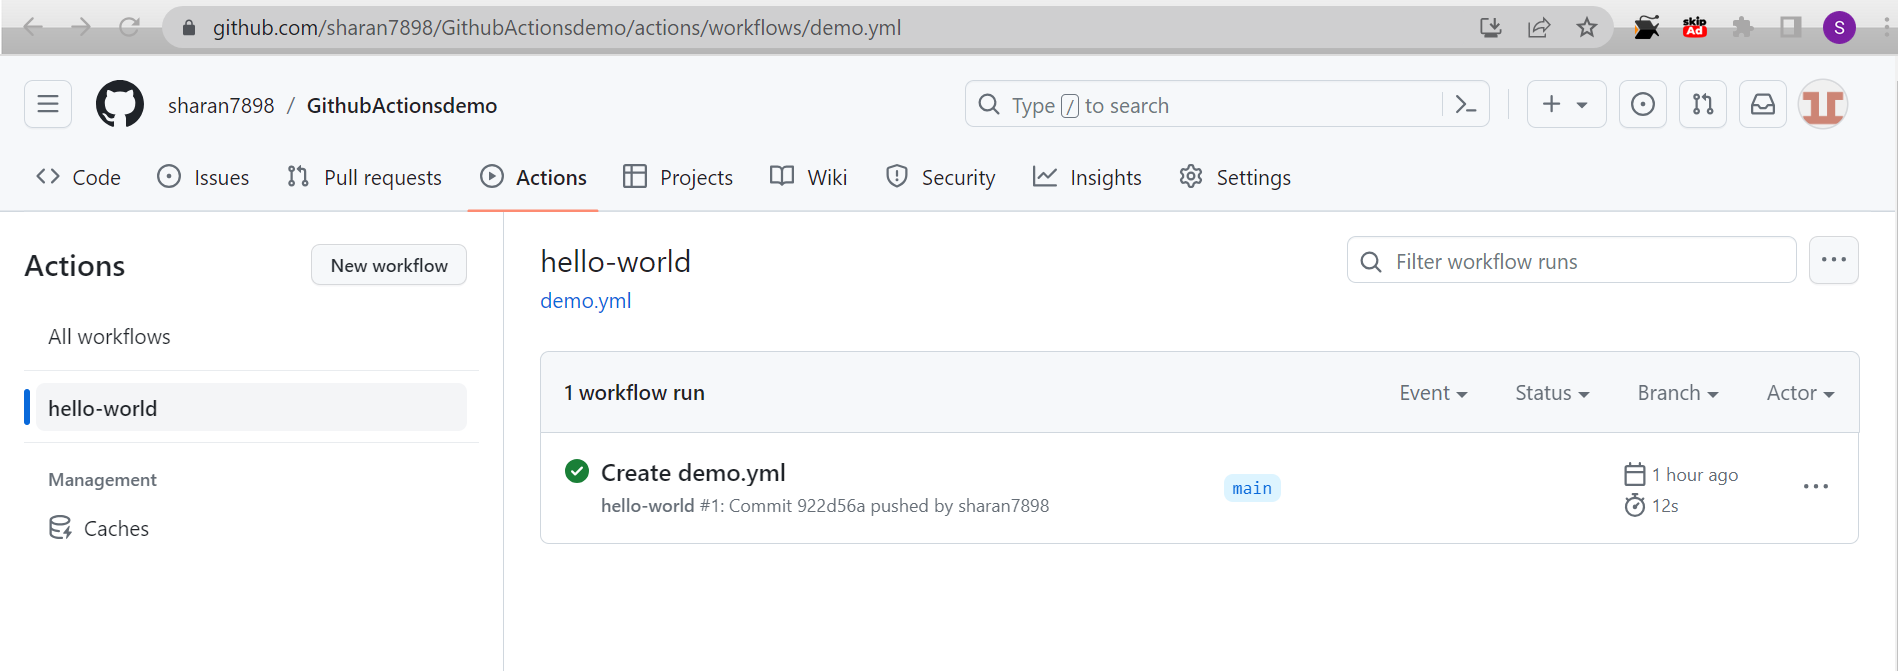 github.com/sharan7898/GithubActionsdemo/actions/workflows/demo.yml
skip
Ad
S
sharan7898 / GithubActionsdemo
Type / to search
Code Issues Pull requests Actions Projects Wiki Security Insights Settings
Actions
New workflow
All workflows
hello-world
Management
Caches
hello-world
demo.yml
Filter workflow runs
1 workflow run
Event Status Branch Actor
Create demo.yml
hello-world #1: Commit 922d56a pushed by sharan7898
main
1 hour ago
12s